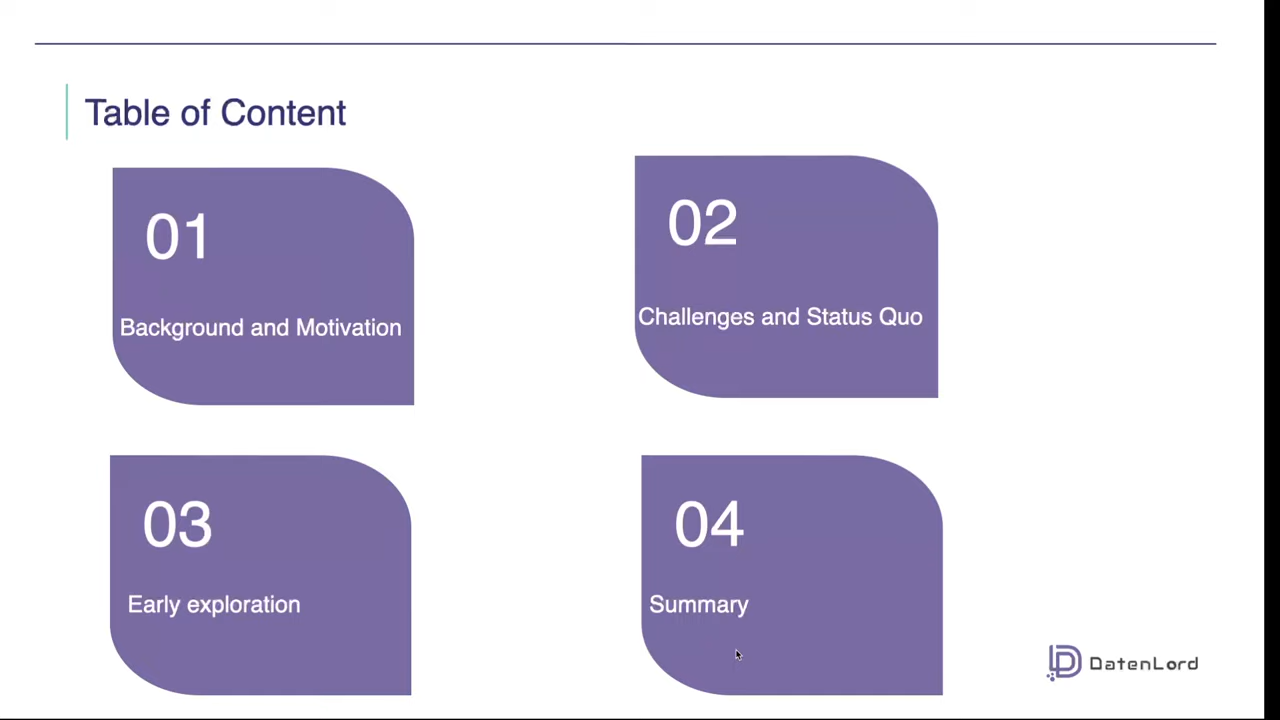 Table of Content
01
Background and Motivation
02
Challenges and Status Quo
03
Early exploration
04
Summary
DatenLord